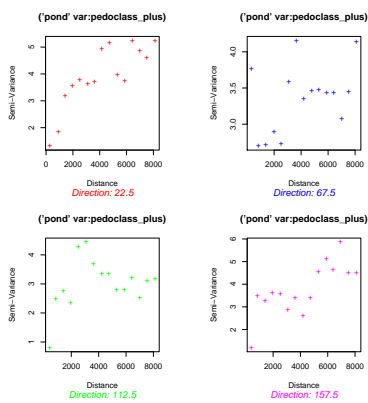 ('pond' var:pedoclass_plus)
Semi-Variance
5
4
3
2
0 2000 4000 6000 8000
Distance
Direction: 22.5
('pond' var:pedoclass_plus)
Semi-Variance
4.0
3.5
3.0
2000 4000 6000 8000
Distance
Direction: 67.5
('pond' var:pedoclass_plus)
Semi-Variance
4
3
2
1
2000 4000 6000 8000
Distance
Direction: 112.5
('pond' var:pedoclass_plus)
Semi-Variance
6
5
4
3
2
2000 4000 6000 8000
Distance
Direction: 157.5